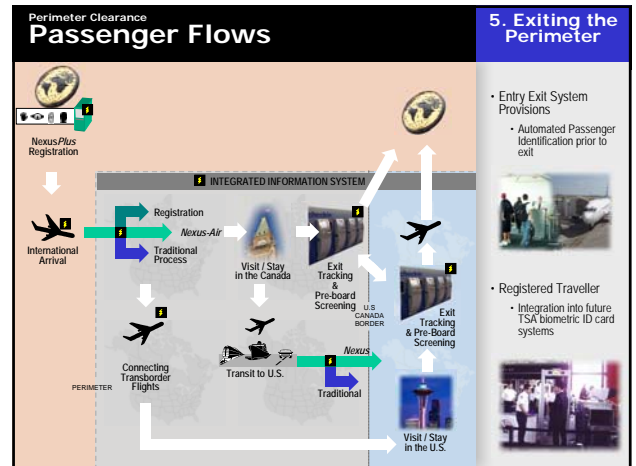 Perimeter Clearance
Passenger Flows
5. Exiting the
Perimeter
NexusPlus
Registration
INTEGRATED INFORMATION SYSTEM
International
Arrival
Registration
Nexus-Air
Traditional
Process
Visit / Stay
in the Canada
Exit
Tracking
&
Pre-board
Screening
U.S
CANADA
BORDER
Exit
Tracking
& Pre-Board
Screening
PERIMETER
Connecting
Transborder
Flights
Transit to U.S.
Nexus
Traditional
Visit / Stay
in the U.S.
• Entry Exit System
Provisions
• Automated Passenger
Identification prior to
exit
• Registered Traveller
• Integration into future
TSA biometric ID card
systems